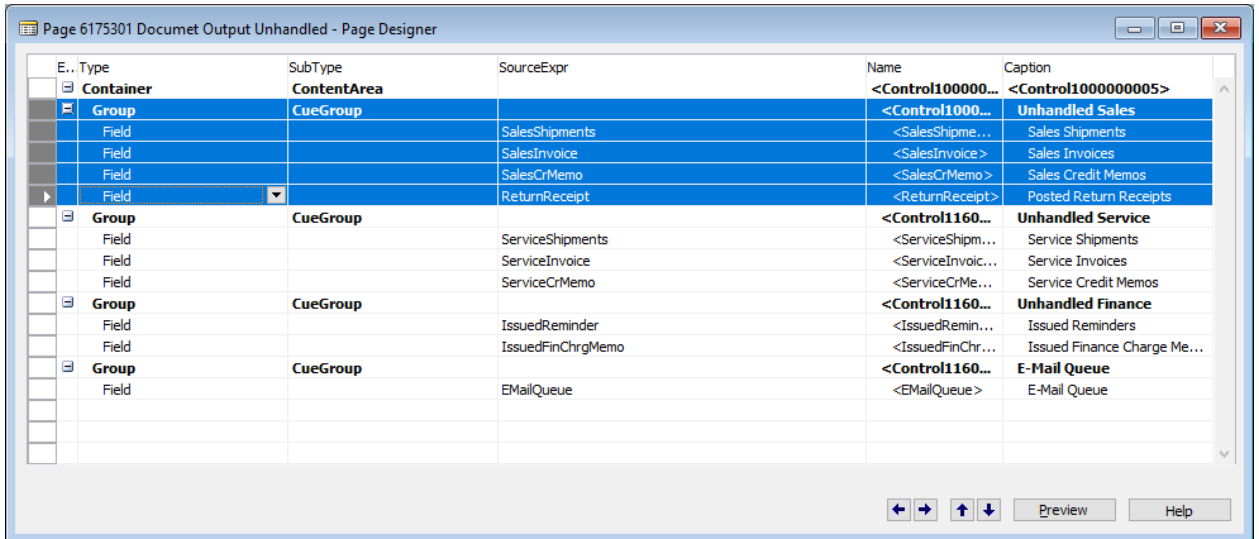 Page 6175301 Documet Output Unhandled - Page Designer
E.. Type SubType SourceExpr Name Caption
Container ContentArea <Control100000... <Control1000000005>
Group CueGroup <Control1000... Unhandled Sales
Field SalesShipments <SalesShipme... Sales Shipments
Field SalesInvoice <SalesInvoice> Sales Invoices
Field SalesCrMemo <SalesCrMemo> Sales Credit Memos
Field ReturnReceipt <ReturnReceipt> Posted Return Receipts
Group CueGroup <Control1160... Unhandled Service
Field ServiceShipments <ServiceShipm... Service Shipments
Field ServiceInvoice <ServiceInvoic... Service Invoices
Field ServiceCrMemo <ServiceCrMe... Service Credit Memos
Group CueGroup <Control1160... Unhandled Finance
Field IssuedReminder <IssuedRemin... Issued Reminders
Field IssuedFinChrgMemo <IssuedFinChr... Issued Finance Charge Me...
Group CueGroup <Control1160... E-Mail Queue
Field EMailQueue <EMailQueue> E-Mail Queue
Preview Help